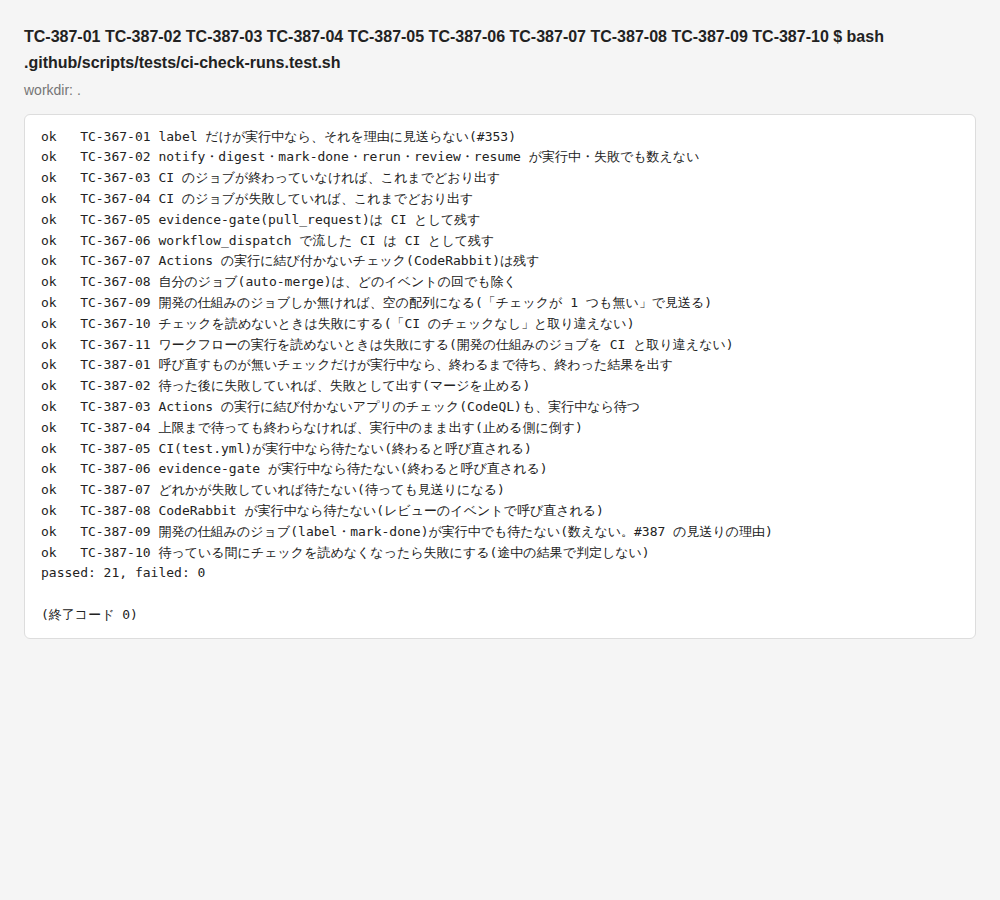 TC-387-01 TC-387-02 TC-387-03 TC-387-04 TC-387-05 TC-387-06 TC-387-07 TC-387-08 TC-387-09 TC-387-10 $ bash
.github/scripts/tests/ci-check-runs.test.sh
workdir: .
ok   TC-367-01 label だけが実行中なら、それを理由に見送らない(#353)
ok   TC-367-02 notify・digest・mark-done・rerun・review・resume が実行中・失敗でも数えない
ok   TC-367-03 CI のジョブが終わっていなければ、これまでどおり出す
ok   TC-367-04 CI のジョブが失敗していれば、これまでどおり出す
ok   TC-367-05 evidence-gate(pull_request)は CI として残す
ok   TC-367-06 workflow_dispatch で流した CI は CI として残す
ok   TC-367-07 Actions の実行に結び付かないチェック(CodeRabbit)は残す
ok   TC-367-08 自分のジョブ(auto-merge)は、どのイベントの回でも除く
ok   TC-367-09 開発の仕組みのジョブしか無ければ、空の配列になる(「チェックが 1 つも無い」で見送る)
ok   TC-367-10 チェックを読めないときは失敗にする(「CI のチェックなし」と取り違えない)
ok   TC-367-11 ワークフローの実行を読めないときは失敗にする(開発の仕組みのジョブを CI と取り違えない)
ok   TC-387-01 呼び直すものが無いチェックだけが実行中なら、終わるまで待ち、終わった結果を出す
ok   TC-387-02 待った後に失敗していれば、失敗として出す(マージを止める)
ok   TC-387-03 Actions の実行に結び付かないアプリのチェック(CodeQL)も、実行中なら待つ
ok   TC-387-04 上限まで待っても終わらなければ、実行中のまま出す(止める側に倒す)
ok   TC-387-05 CI(test.yml)が実行中なら待たない(終わると呼び直される)
ok   TC-387-06 evidence-gate が実行中なら待たない(終わると呼び直される)
ok   TC-387-07 どれかが失敗していれば待たない(待っても見送りになる)
ok   TC-387-08 CodeRabbit が実行中なら待たない(レビューのイベントで呼び直される)
ok   TC-387-09 開発の仕組みのジョブ(label・mark-done)が実行中でも待たない(数えない。#387 の見送りの理由)
ok   TC-387-10 待っている間にチェックを読めなくなったら失敗にする(途中の結果で判定しない)
passed: 21, failed: 0
(終了コード 0)